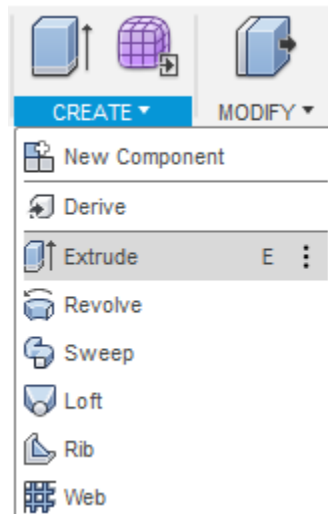 CREATE ▼ MODIFY ▼
New Component
Derive
Extrude E
Revolve
Sweep
Loft
Rib
Web